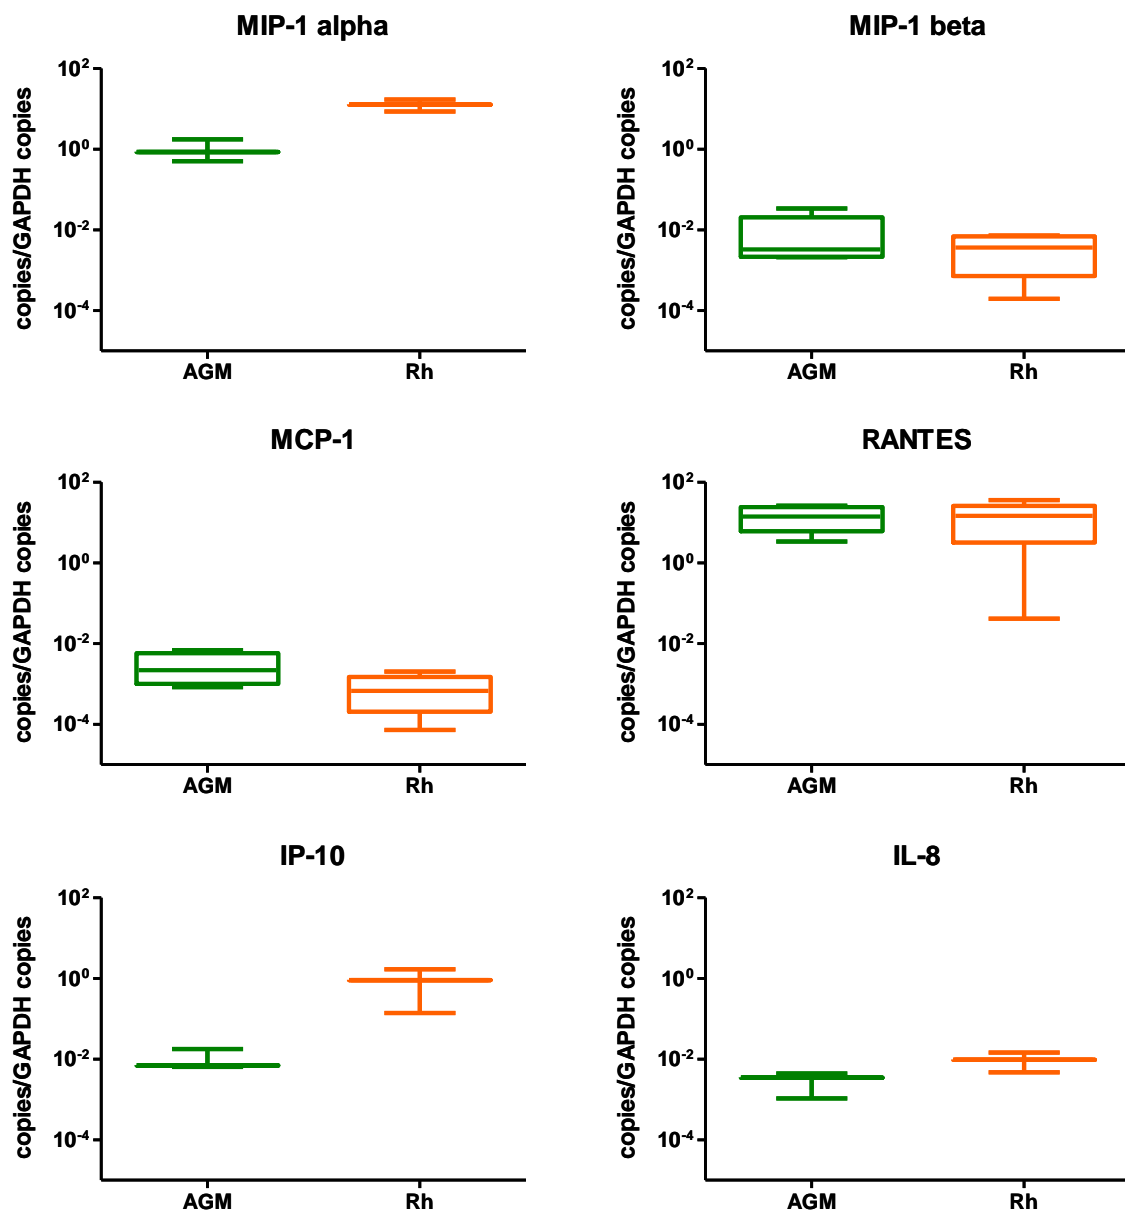 MIP-1 alpha
copies/GAPDH copies
10²
10⁰
10⁻²
10⁻⁴
AGM
Rh
MIP-1 beta
copies/GAPDH copies
10²
10⁰
10⁻²
10⁻⁴
AGM
Rh
MCP-1
copies/GAPDH copies
10²
10⁰
10⁻²
10⁻⁴
AGM
Rh
RANTES
copies/GAPDH copies
10²
10⁰
10⁻²
10⁻⁴
AGM
Rh
IP-10
copies/GAPDH copies
10²
10⁰
10⁻²
10⁻⁴
AGM
Rh
IL-8
copies/GAPDH copies
10²
10⁰
10⁻²
10⁻⁴
AGM
Rh